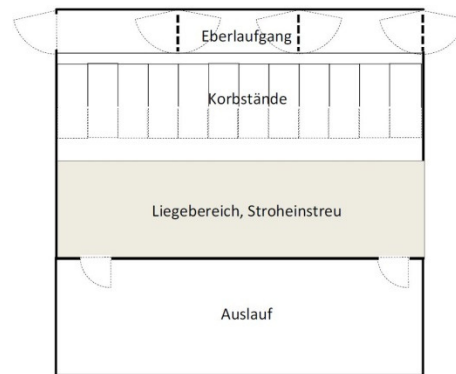 Eberlaufgang
Korbstände
Liegebereich, Stroheinstreu
Auslauf